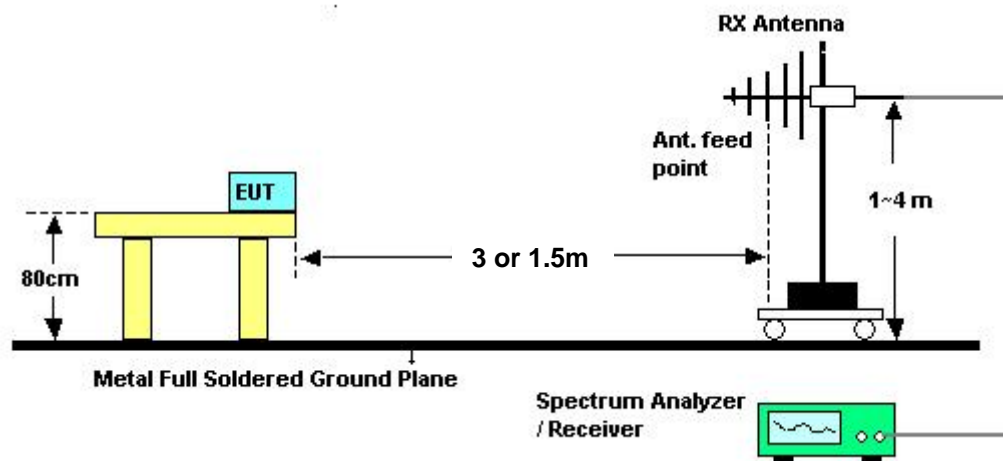 RX Antenna
Ant. feed
point
EUT
1~4 m
3 or 1.5m
80cm
Metal Full Soldered Ground Plane
Spectrum Analyzer
/ Receiver